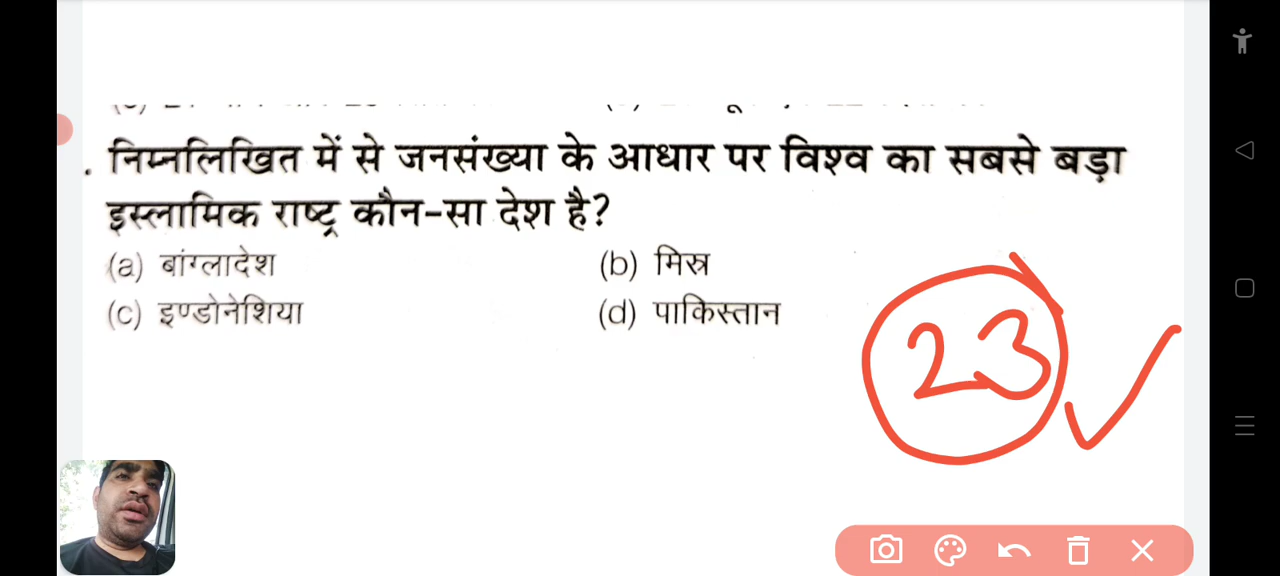 . निम्नलिखित में से जनसंख्या के आधार पर विश्व का सबसे बड़ा
इस्लामिक राष्ट्र कौन-सा देश है?
(a) बांग्लादेश (b) मिस्र
(c) इण्डोनेशिया (d) पाकिस्तान
23